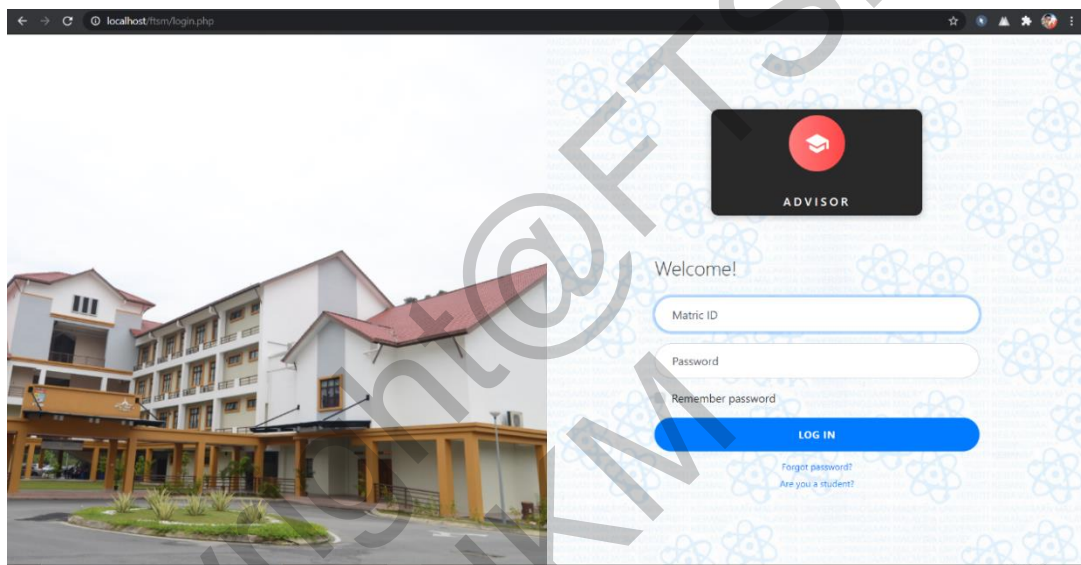 localhost/ftsm/login.php
ADVISOR
Welcome!
Matric ID
Password
Remember password
LOG IN
Forgot password?
Are you a student?